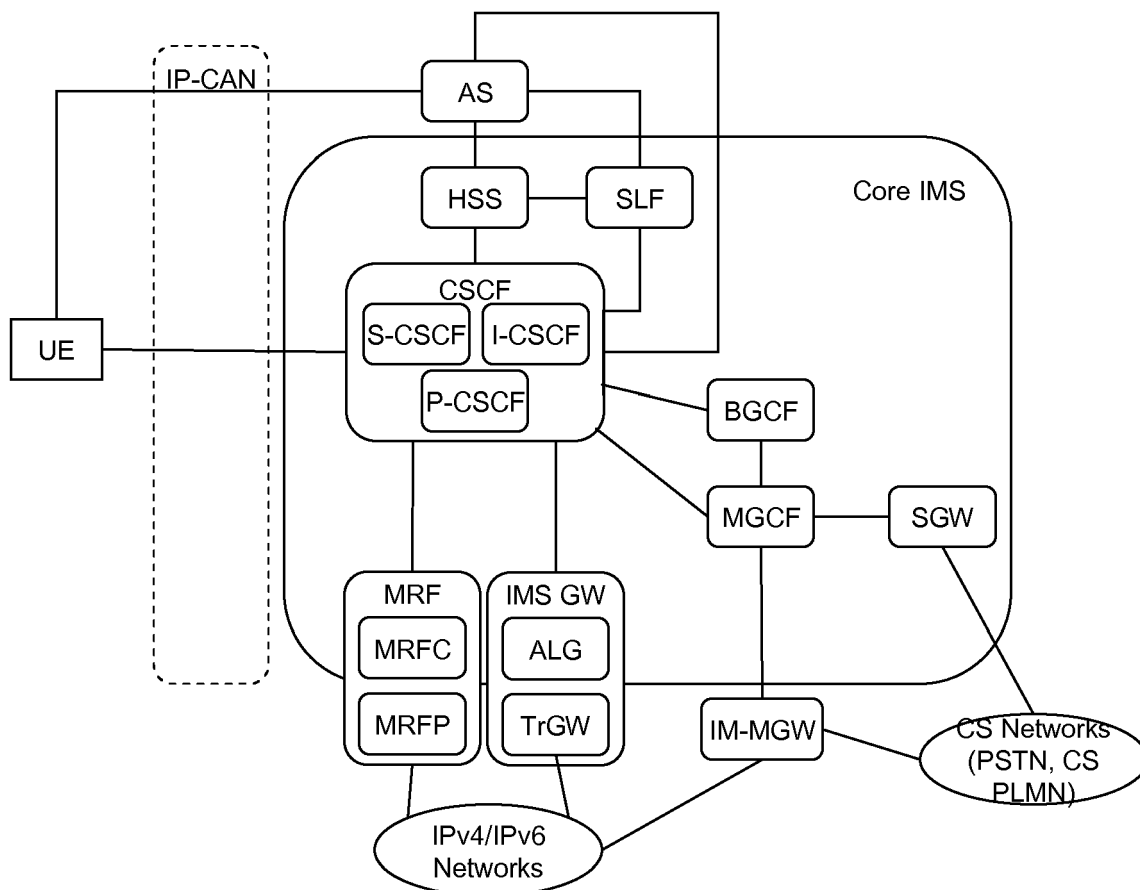 IP-CAN
AS
HSS
SLF
Core IMS
CSCF
S-CSCF
I-CSCF
UE
P-CSCF
BGCF
MGCF
SGW
MRF
IMS GW
MRFC
ALG
MRFP
TrGW
IM-MGW
CS Networks
(PSTN, CS
PLMN)
IPv4/IPv6
Networks